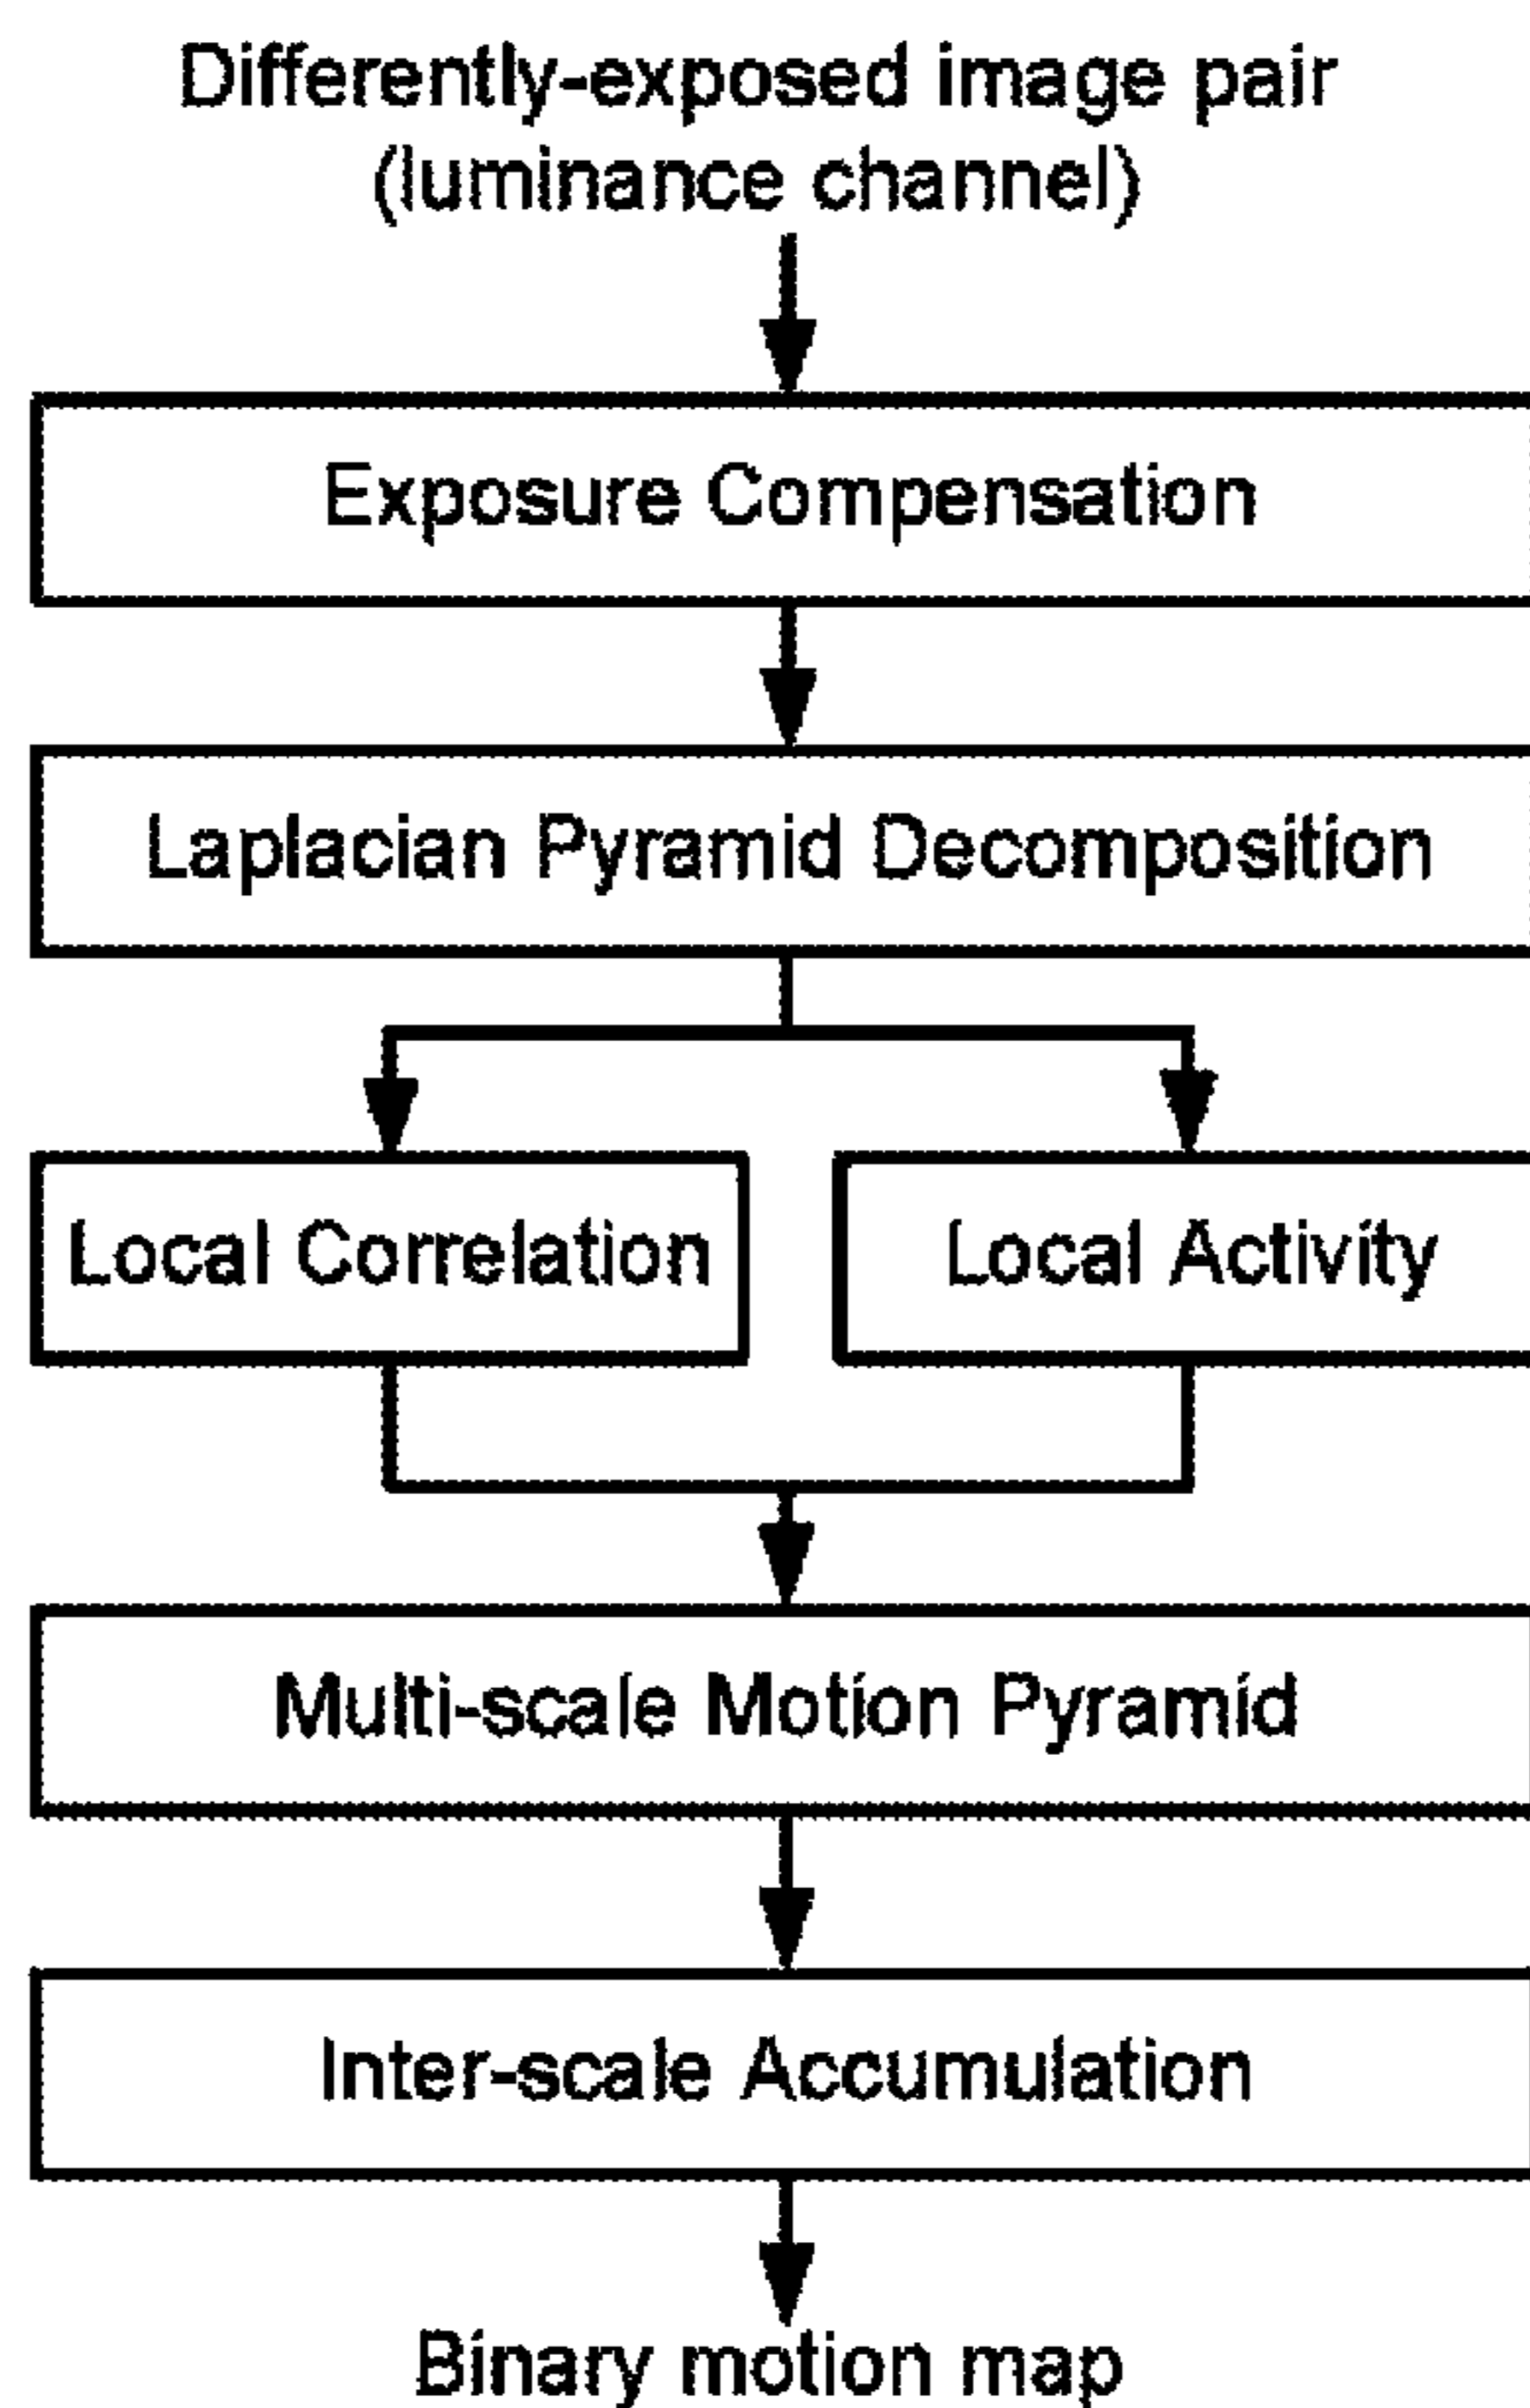 Differently-exposed image pair
(luminance channel)
Exposure Compensation
Laplacian Pyramid Decomposition
Local Correlation
Local Activity
Multi-scale Motion Pyramid
Inter-scale Accumulation
Binary motion map